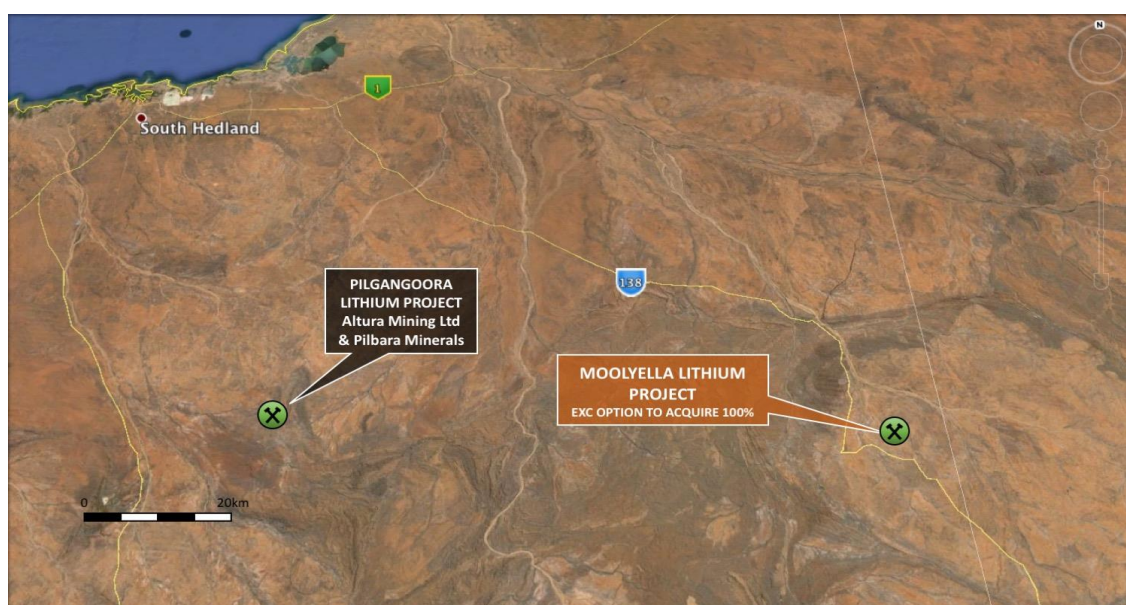 N
1
South Hedland
138
PILGANGOORA
LITHIUM PROJECT
Altura Mining Ltd
& Pilbara Minerals
MOOLYELLA LITHIUM
PROJECT
EXC OPTION TO ACQUIRE 100%
0 20km